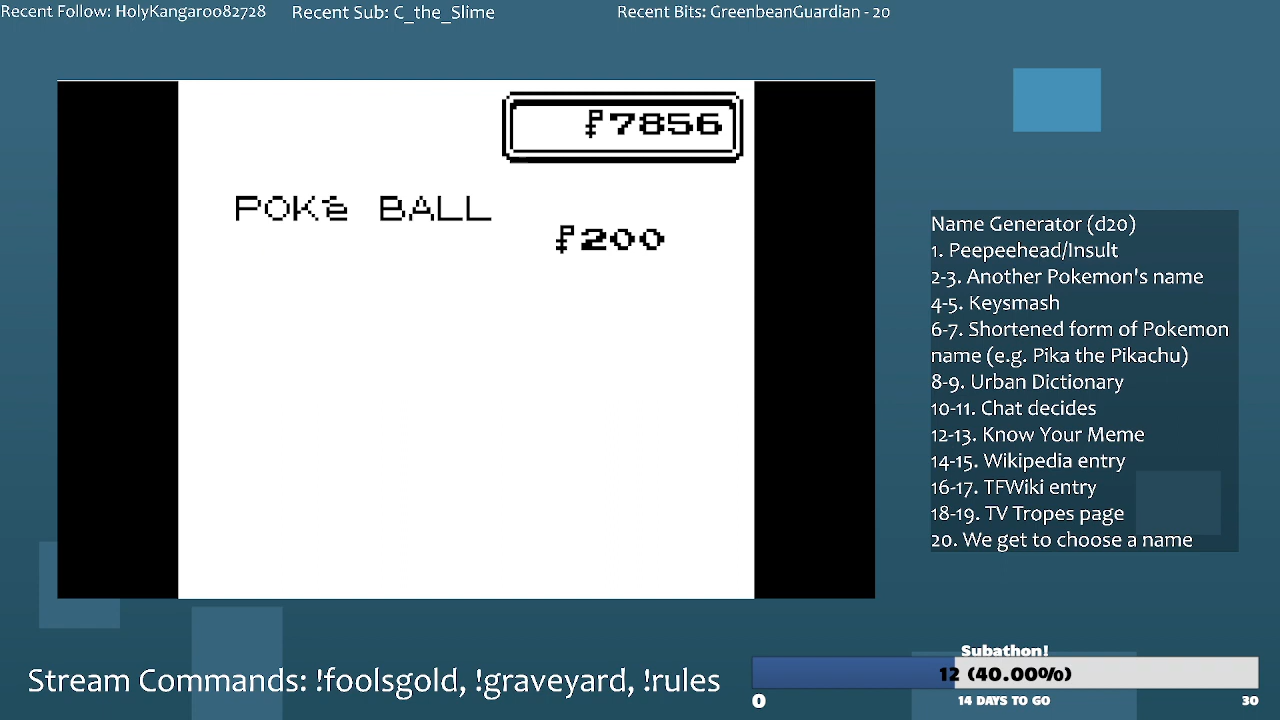 Recent Follow: HolyKangaroo82728 Recent Sub: C_the_Slime Recent Bits: GreenbeanGuardian - 20
₽7856
POKé BALL
₽200
Name Generator (d20)
1. Peepeehead/Insult
2-3. Another Pokemon's name
4-5. Keysmash
6-7. Shortened form of Pokemon
name (e.g. Pika the Pikachu)
8-9. Urban Dictionary
10-11. Chat decides
12-13. Know Your Meme
14-15. Wikipedia entry
16-17. TFWiki entry
18-19. TV Tropes page
20. We get to choose a name
Stream Commands: !foolsgold, !graveyard, !rules
Subathon!
12 (40.00%)
0 14 DAYS TO GO 30